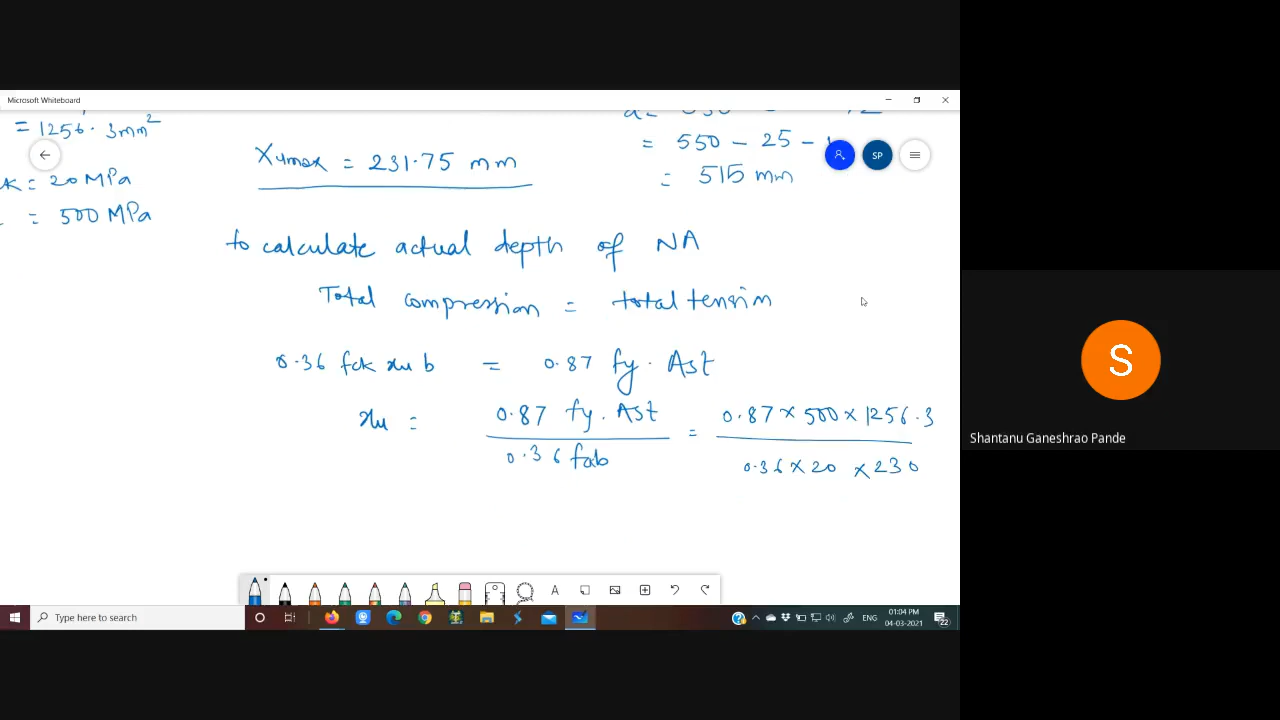 Microsoft Whiteboard
= 1256.3mm²
= 550 - 25 -
Xumax = 231.75 mm
= 515 mm
= 20 MPa
= 500 MPa
SP
to calculate actual depth of NA
Total compression = total tension
0.36 fck xu b = 0.87 fy. Ast
xu = 0.87 fy. Ast = 0.87 × 500 × 1256.3
0.36 fab 0.36 × 20 × 230
S
Shantanu Ganeshrao Pande
A
Type here to search
ENG
01:04 PM
04-03-2021
22